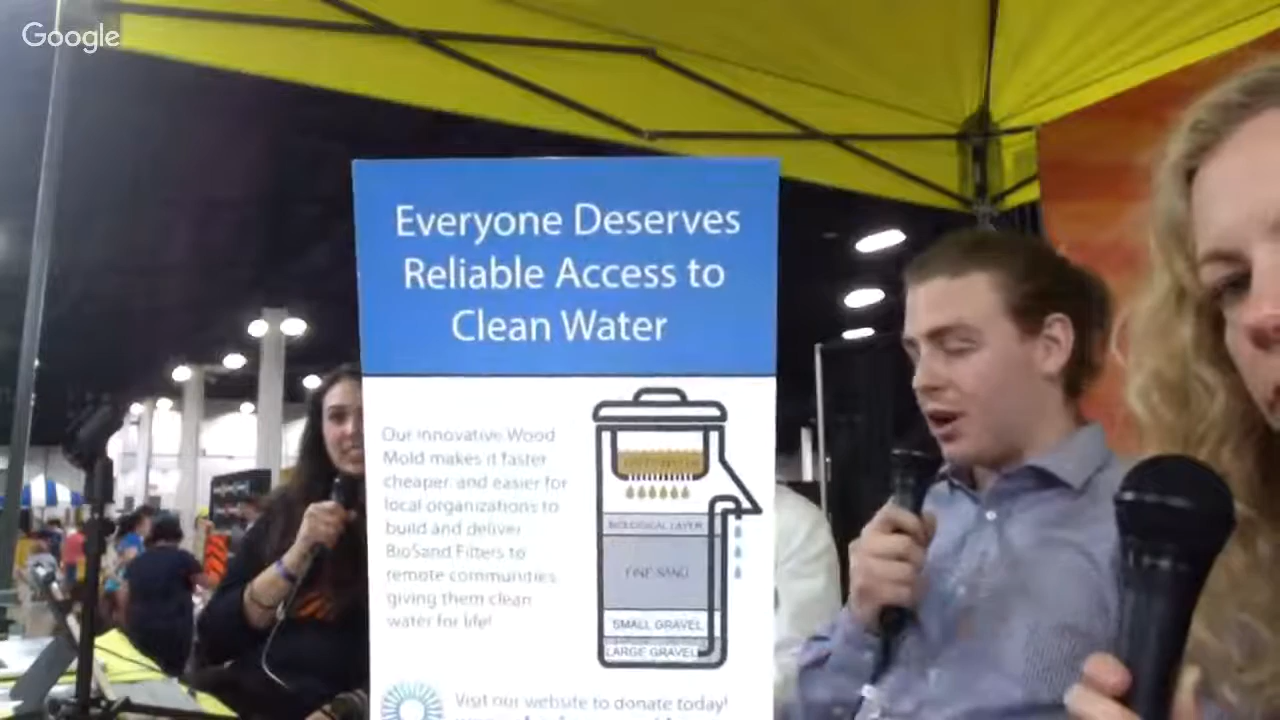 Google
Everyone Deserves
Reliable Access to
Clean Water
Our innovative Wood
Mold makes it faster
cheaper, and easier for
local organizations to
build and deliver
BioSand Filters to
remote communities
giving them clean
water for life!
BIOLOGICAL LAYER
FINE SAND
SMALL GRAVEL
LARGE GRAVEL
Visit our website to donate today!